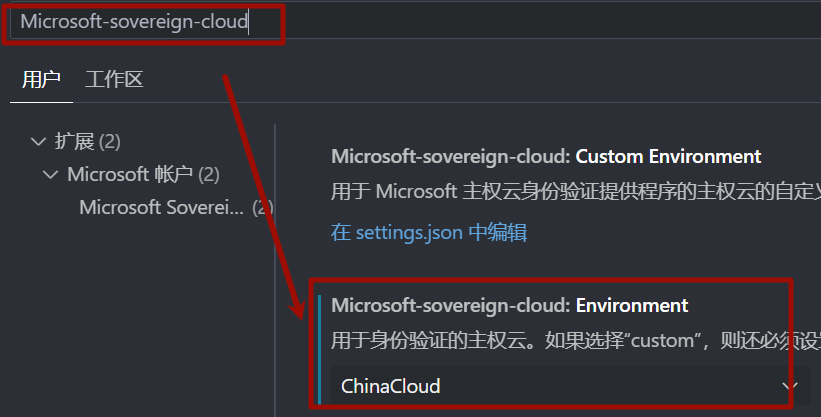 Microsoft-sovereign-cloud
用户 工作区
扩展 (2)
Microsoft 帐户 (2)
Microsoft Soverei... (2)
Microsoft-sovereign-cloud: Custom Environment
用于 Microsoft 主权云身份验证提供程序的主权云的自定义
在 settings.json 中编辑
Microsoft-sovereign-cloud: Environment
用于身份验证的主权云。如果选择“custom”，则还必须设置
ChinaCloud